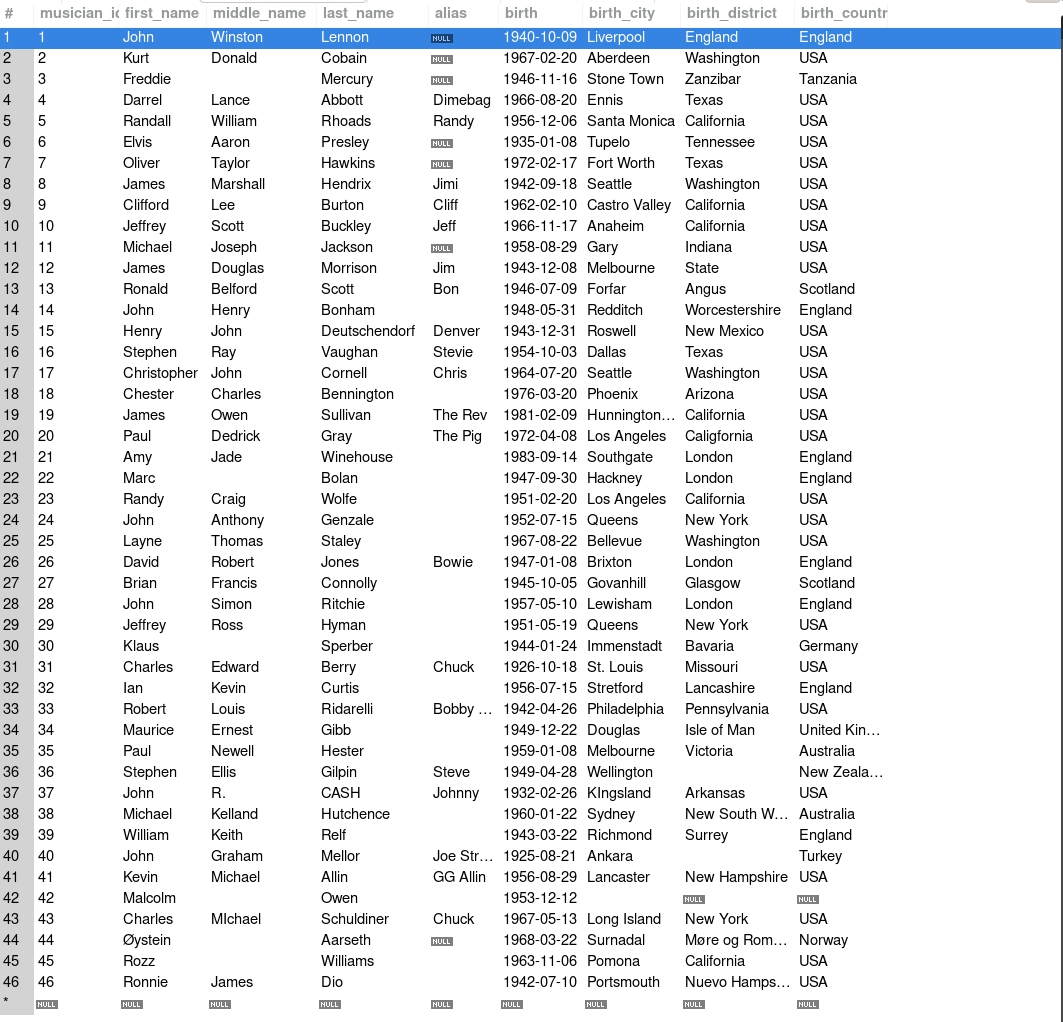 # musician_id first_name middle_name last_name alias birth birth_city birth_district birth_countr
1 1 John Winston Lennon NULL 1940-10-09 Liverpool England England
2 2 Kurt Donald Cobain NULL 1967-02-20 Aberdeen Washington USA
3 3 Freddie Mercury NULL 1946-11-16 Stone Town Zanzibar Tanzania
4 4 Darrel Lance Abbott Dimebag 1966-08-20 Ennis Texas USA
5 5 Randall William Rhoads Randy 1956-12-06 Santa Monica California USA
6 6 Elvis Aaron Presley NULL 1935-01-08 Tupelo Tennessee USA
7 7 Oliver Taylor Hawkins NULL 1972-02-17 Fort Worth Texas USA
8 8 James Marshall Hendrix Jimi 1942-09-18 Seattle Washington USA
9 9 Clifford Lee Burton Cliff 1962-02-10 Castro Valley California USA
10 10 Jeffrey Scott Buckley Jeff 1966-11-17 Anaheim California USA
11 11 Michael Joseph Jackson NULL 1958-08-29 Gary Indiana USA
12 12 James Douglas Morrison Jim 1943-12-08 Melbourne State USA
13 13 Ronald Belford Scott Bon 1946-07-09 Forfar Angus Scotland
14 14 John Henry Bonham 1948-05-31 Redditch Worcestershire England
15 15 Henry John Deutschendorf Denver 1943-12-31 Roswell New Mexico USA
16 16 Stephen Ray Vaughan Stevie 1954-10-03 Dallas Texas USA
17 17 Christopher John Cornell Chris 1964-07-20 Seattle Washington USA
18 18 Chester Charles Bennington 1976-03-20 Phoenix Arizona USA
19 19 James Owen Sullivan The Rev 1981-02-09 Hunnington... California USA
20 20 Paul Dedrick Gray The Pig 1972-04-08 Los Angeles Caligfornia USA
21 21 Amy Jade Winehouse 1983-09-14 Southgate London England
22 22 Marc Bolan 1947-09-30 Hackney London England
23 23 Randy Craig Wolfe 1951-02-20 Los Angeles California USA
24 24 John Anthony Genzale 1952-07-15 Queens New York USA
25 25 Layne Thomas Staley 1967-08-22 Bellevue Washington USA
26 26 David Robert Jones Bowie 1947-01-08 Brixton London England
27 27 Brian Francis Connolly 1945-10-05 Govanhill Glasgow Scotland
28 28 John Simon Ritchie 1957-05-10 Lewisham London England
29 29 Jeffrey Ross Hyman 1951-05-19 Queens New York USA
30 30 Klaus Sperber 1944-01-24 Immenstadt Bavaria Germany
31 31 Charles Edward Berry Chuck 1926-10-18 St. Louis Missouri USA
32 32 Ian Kevin Curtis 1956-07-15 Stretford Lancashire England
33 33 Robert Louis Ridarelli Bobby ... 1942-04-26 Philadelphia Pennsylvania USA
34 34 Maurice Ernest Gibb 1949-12-22 Douglas Isle of Man United Kin...
35 35 Paul Newell Hester 1959-01-08 Melbourne Victoria Australia
36 36 Stephen Ellis Gilpin Steve 1949-04-28 Wellington New Zeala...
37 37 John R. CASH Johnny 1932-02-26 KIngsland Arkansas USA
38 38 Michael Kelland Hutchence 1960-01-22 Sydney New South W... Australia
39 39 William Keith Relf 1943-03-22 Richmond Surrey England
40 40 John Graham Mellor Joe Str... 1925-08-21 Ankara Turkey
41 41 Kevin Michael Allin GG Allin 1956-08-29 Lancaster New Hampshire USA
42 42 Malcolm Owen 1953-12-12 NULL NULL
43 43 Charles MIchael Schuldiner Chuck 1967-05-13 Long Island New York USA
44 44 Øystein Aarseth NULL 1968-03-22 Surnadal Møre og Rom... Norway
45 45 Rozz Williams 1963-11-06 Pomona California USA
46 46 Ronnie James Dio 1942-07-10 Portsmouth Nuevo Hamps... USA
* NULL NULL NULL NULL NULL NULL NULL NULL NULL